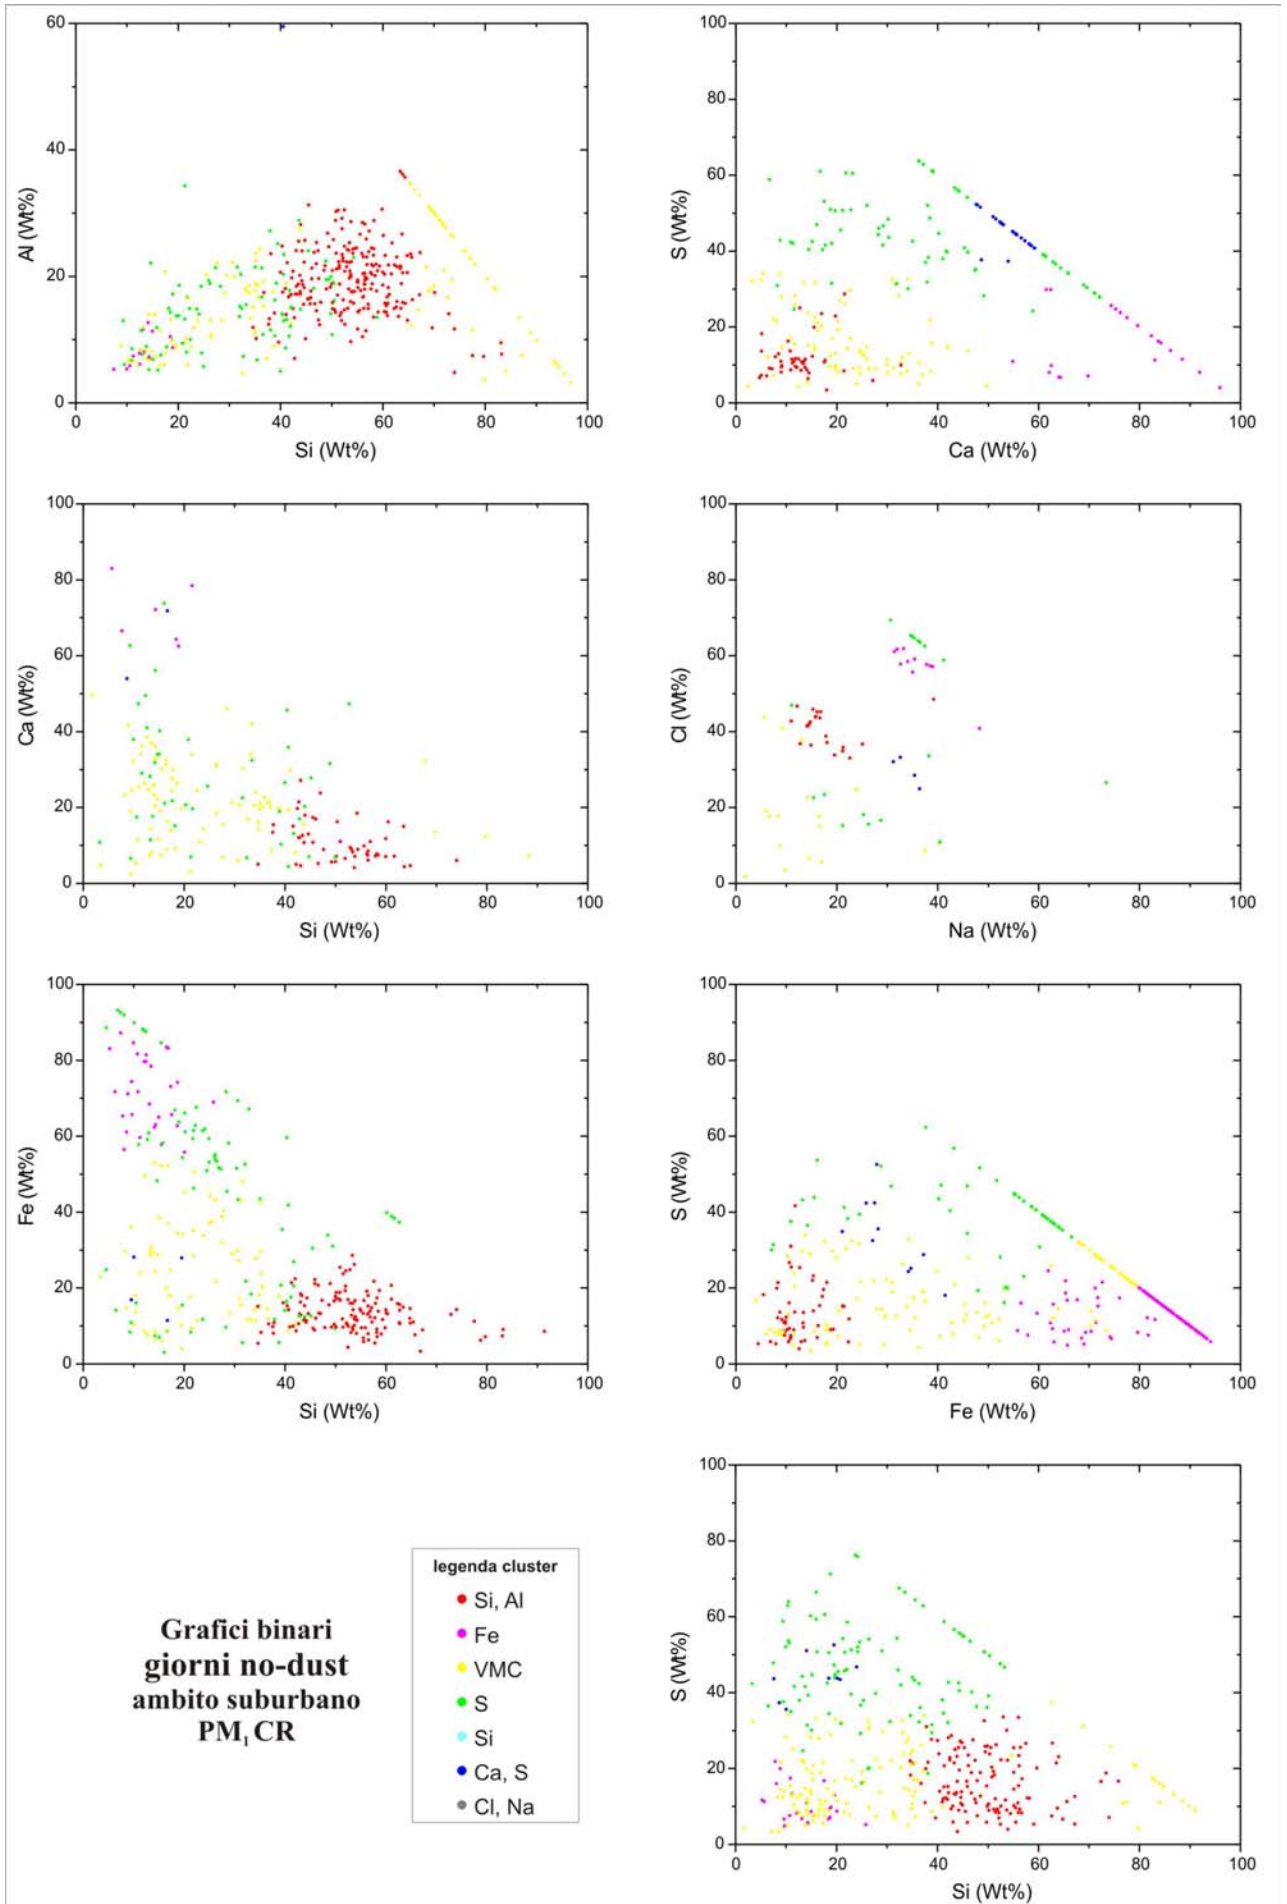 60
40
20
0
Al (Wt%)
0 20 40 60 80 100
Si (Wt%)
100
80
60
40
20
0
S (Wt%)
0 20 40 60 80 100
Ca (Wt%)
100
80
60
40
20
0
Ca (Wt%)
0 20 40 60 80 100
Si (Wt%)
100
80
60
40
20
0
Cl (Wt%)
0 20 40 60 80 100
Na (Wt%)
100
80
60
40
20
0
Fe (Wt%)
0 20 40 60 80 100
Si (Wt%)
100
80
60
40
20
0
S (Wt%)
0 20 40 60 80 100
Fe (Wt%)
Grafici binari
giorni no-dust
ambito suburbano
PM₁ CR
legenda cluster
Si, Al
Fe
VMC
S
Si
Ca, S
Cl, Na
100
80
60
40
20
0
S (Wt%)
0 20 40 60 80 100
Si (Wt%)